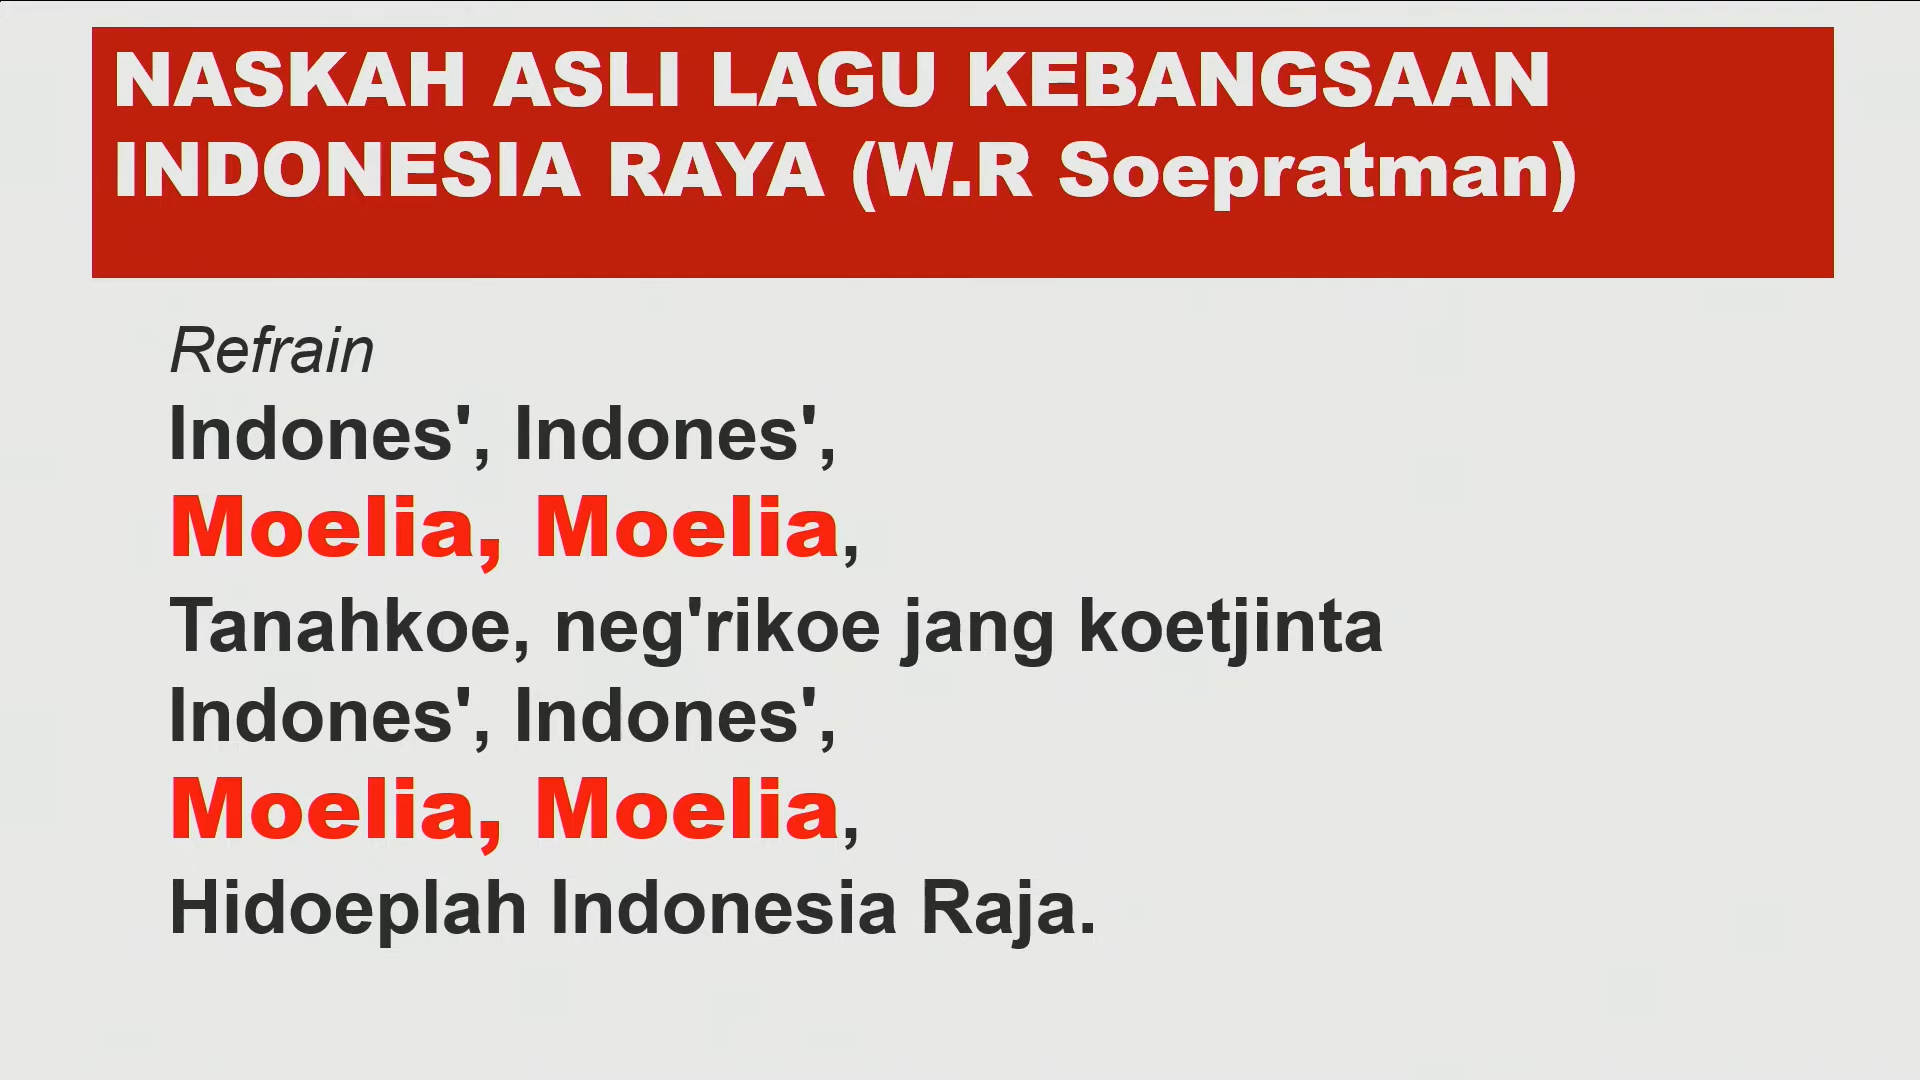 NASKAH ASLI LAGU KEBANGSAAN
INDONESIA RAYA (W.R Soepratman)
Refrain
Indones', Indones',
Moelia, Moelia,
Tanahkoe, neg'rikoe jang koetjinta
Indones', Indones',
Moelia, Moelia,
Hidoeplah Indonesia Raja.